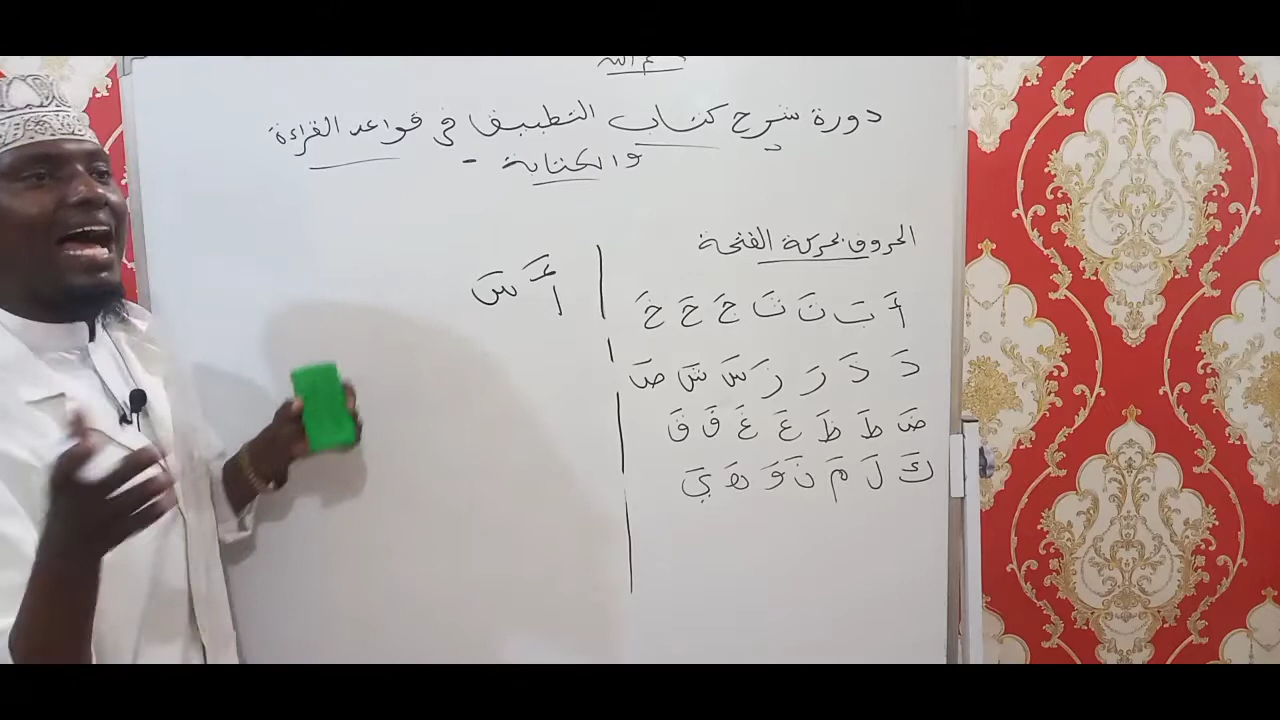 دورة شرح كتاب التطبيق في قواعد القراءة
والكتابة -
الحروف بحركة الفتحة
أَ بَ تَ ثَ جَ حَ خَ
دَ ذَ رَ زَ سَ شَ صَ
ضَ طَ ظَ عَ غَ فَ قَ
كَ لَ مَ نَ وَ هَ يَ
أَ سَ